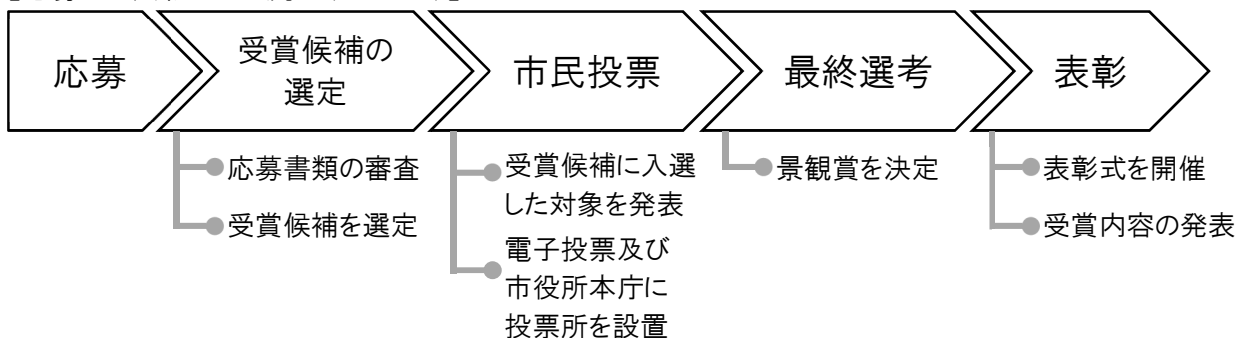 応募
受賞候補の
選定
市民投票
最終選考
表彰
応募書類の審査
受賞候補を選定
受賞候補に入選
した対象を発表
電子投票及び
市役所本庁に
投票所を設置
景観賞を決定
表彰式を開催
受賞内容の発表